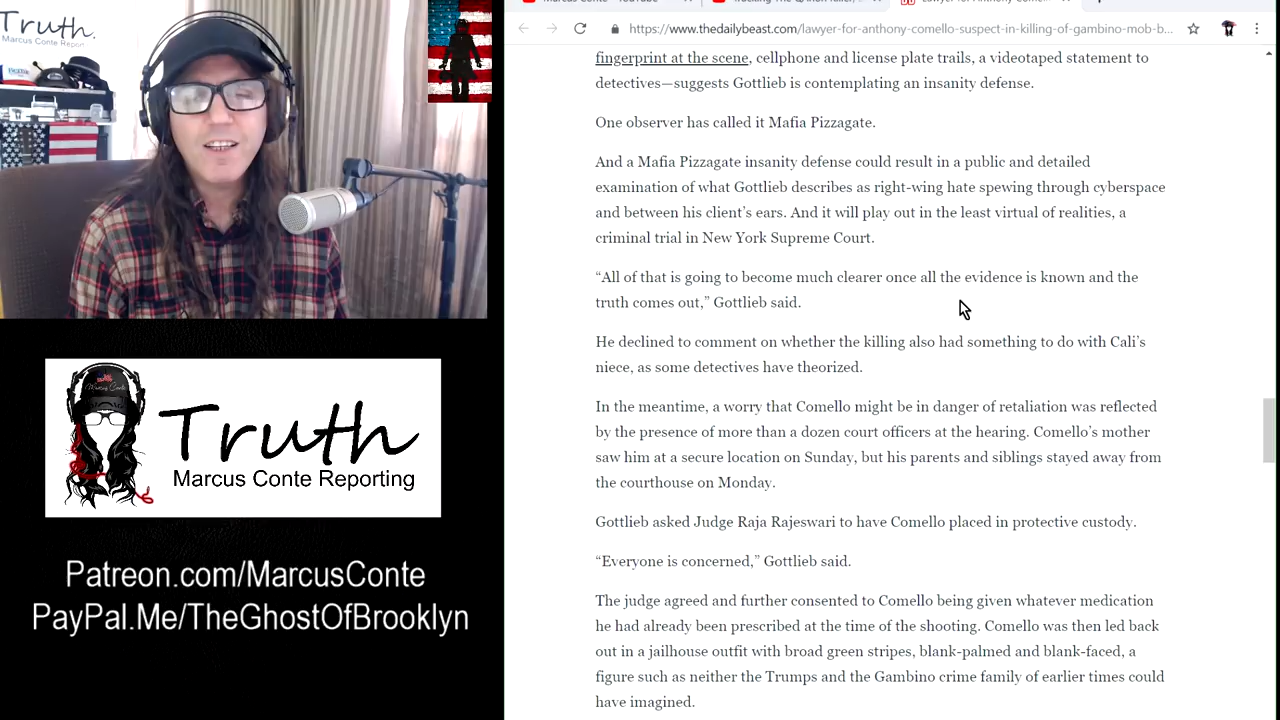 Truth.
Marcus Conte Report
Truth
Marcus Conte Reporting
Patreon.com/MarcusConte
PayPal.Me/TheGhostOfBrooklyn
https://www.thedailybeast.com/lawyer-for-anthony-comello-suspect-in-killing-of-gambino-mob-b...
fingerprint at the scene, cellphone and license plate trails, a videotaped statement to
detectives—suggests Gottlieb is contemplating an insanity defense.
One observer has called it Mafia Pizzagate.
And a Mafia Pizzagate insanity defense could result in a public and detailed
examination of what Gottlieb describes as right-wing hate spewing through cyberspace
and between his client’s ears. And it will play out in the least virtual of realities, a
criminal trial in New York Supreme Court.
“All of that is going to become much clearer once all the evidence is known and the
truth comes out,” Gottlieb said.
He declined to comment on whether the killing also had something to do with Cali’s
niece, as some detectives have theorized.
In the meantime, a worry that Comello might be in danger of retaliation was reflected
by the presence of more than a dozen court officers at the hearing. Comello’s mother
saw him at a secure location on Sunday, but his parents and siblings stayed away from
the courthouse on Monday.
Gottlieb asked Judge Raja Rajeswari to have Comello placed in protective custody.
“Everyone is concerned,” Gottlieb said.
The judge agreed and further consented to Comello being given whatever medication
he had already been prescribed at the time of the shooting. Comello was then led back
out in a jailhouse outfit with broad green stripes, blank-palmed and blank-faced, a
figure such as neither the Trumps and the Gambino crime family of earlier times could
have imagined.